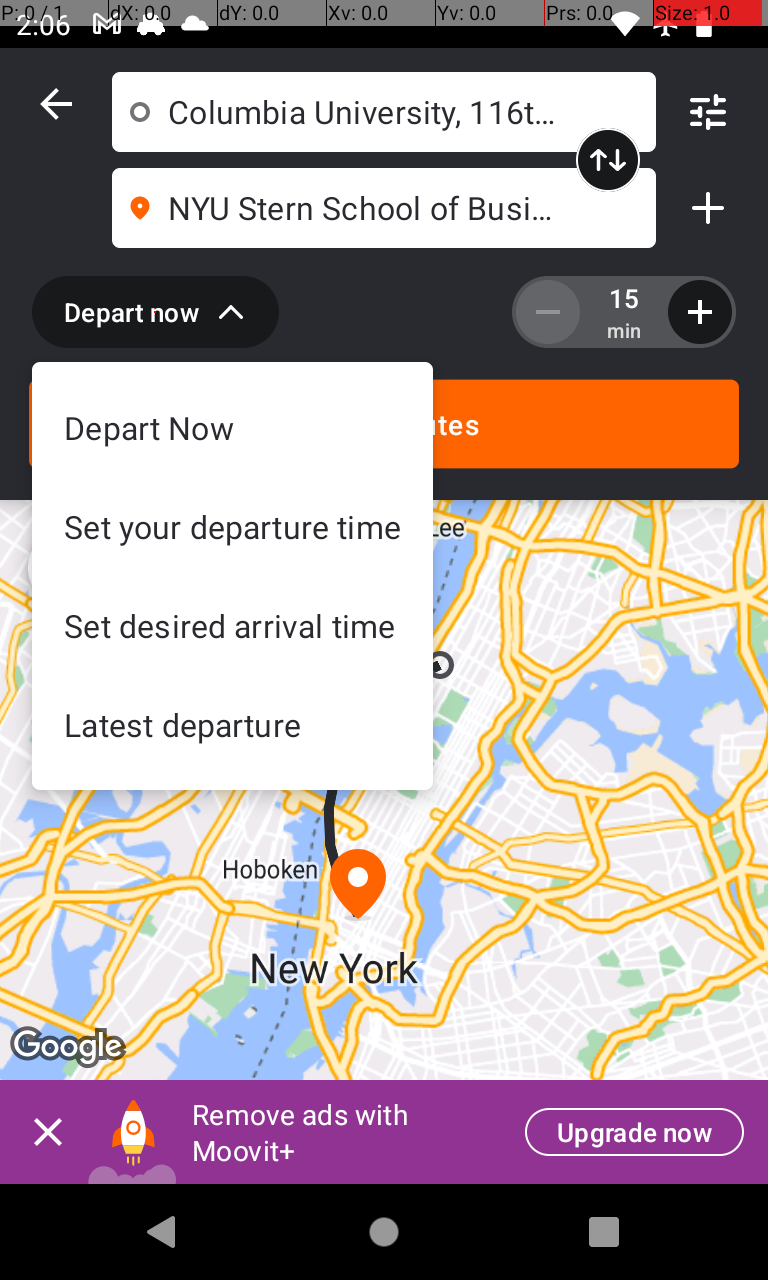 P: 0 / 1 dX: 0.0 dY: 0.0 Xv: 0.0 Yv: 0.0 Prs: 0.0 Size: 1.0
2:06
Columbia University, 116t…
NYU Stern School of Busi…
Depart now
15
min
Depart Now
Set your departure time
Set desired arrival time
Latest departure
Lee
Hoboken
New York
Google
Remove ads with
Moovit+
Upgrade now